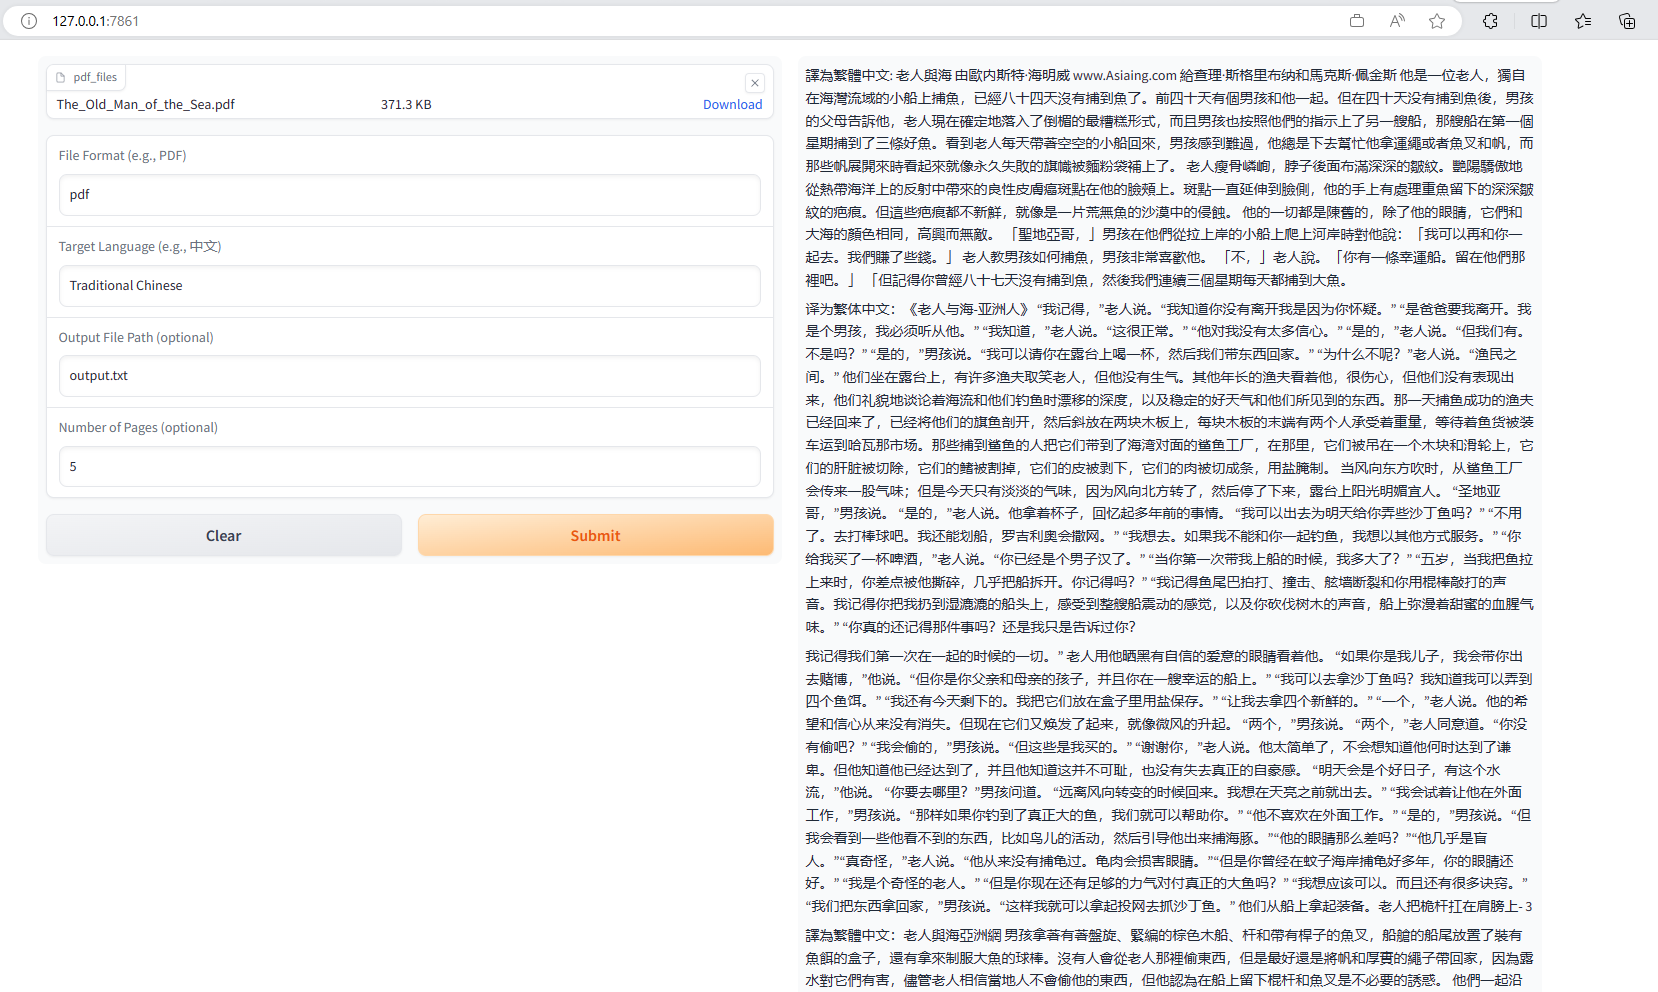 127.0.0.1:7861
pdf_files
The_Old_Man_of_the_Sea.pdf 371.3 KB Download
File Format (e.g., PDF)
pdf
Target Language (e.g., 中文)
Traditional Chinese
Output File Path (optional)
output.txt
Number of Pages (optional)
5
Clear Submit
譯為繁體中文: 老人與海 由歐内斯特·海明威 www.Asiaing.com 給查理·斯格里布纳和馬克斯·佩金斯 他是一位老人，獨自
在海灣流域的小船上捕魚，已經八十四天沒有捕到魚了。前四十天有個男孩和他一起。但在四十天没有捕到魚後，男孩
的父母告訴他，老人現在確定地落入了倒楣的最糟糕形式，而且男孩也按照他們的指示上了另一艘船，那艘船在第一個
星期捕到了三條好魚。看到老人每天帶著空空的小船回來，男孩感到難過，他總是下去幫忙他拿運繩或者魚叉和帆，而
那些帆展開來時看起來就像永久失敗的旗幟被麵粉袋補上了。 老人瘦骨嶙峋，脖子後面布滿深深的皺紋。艷陽驕傲地
從熱帶海洋上的反射中帶來的良性皮膚癌斑點在他的臉頰上。斑點一直延伸到臉側，他的手上有處理重魚留下的深深皺
紋的疤痕。但這些疤痕都不新鮮，就像是一片荒無魚的沙漠中的侵蝕。 他的一切都是陳舊的，除了他的眼睛，它們和
大海的顏色相同，高興而無敵。 「聖地亞哥，」男孩在他們從拉上岸的小船上爬上河岸時對他說：「我可以再和你一
起去。我們賺了些錢。」 老人教男孩如何捕魚，男孩非常喜歡他。 「不，」老人說。「你有一條幸運船。留在他們那
裡吧。」 「但記得你曾經八十七天沒有捕到魚，然後我們連續三個星期每天都捕到大魚。
译为繁体中文：《老人与海-亚洲人》 “我记得，”老人说。“我知道你没有离开我是因为你怀疑。” “是爸爸要我离开。我
是个男孩，我必须听从他。” “我知道，”老人说。“这很正常。” “他对我没有太多信心。” “是的，”老人说。“但我们有。
不是吗？” “是的，”男孩说。“我可以请你在露台上喝一杯，然后我们带东西回家。” “为什么不呢？”老人说。“渔民之
间。” 他们坐在露台上，有许多渔夫取笑老人，但他没有生气。其他年长的渔夫看着他，很伤心，但他们没有表现出
来，他们礼貌地谈论着海流和他们钓鱼时漂移的深度，以及稳定的好天气和他们所见到的东西。那一天捕鱼成功的渔夫
已经回来了，已经将他们的旗鱼剖开，然后斜放在两块木板上，每块木板的末端有两个人承受着重量，等待着鱼货被装
车运到哈瓦那市场。那些捕到鲨鱼的人把它们带到了海湾对面的鲨鱼工厂，在那里，它们被吊在一个木块和滑轮上，它
们的肝脏被切除，它们的鳍被割掉，它们的皮被剥下，它们的肉被切成条，用盐腌制。 当风向东方吹时，从鲨鱼工厂
会传来一股气味；但是今天只有淡淡的气味，因为风向北方转了，然后停了下来，露台上阳光明媚宜人。 “圣地亚
哥，”男孩说。 “是的，”老人说。他拿着杯子，回忆起多年前的事情。 “我可以出去为明天给你弄些沙丁鱼吗？” “不用
了。去打棒球吧。我还能划船，罗吉利奥会撒网。” “我想去。如果我不能和你一起钓鱼，我想以其他方式服务。” “你
给我买了一杯啤酒，”老人说。“你已经是个男子汉了。” “当你第一次带我上船的时候，我多大了？” “五岁，当我把鱼拉
上来时，你差点被他撕碎，几乎把船拆开。你记得吗？” “我记得鱼尾巴拍打、撞击、舷墙断裂和你用棍棒敲打的声
音。我记得你把我扔到湿漉漉的船头上，感受到整艘船震动的感觉，以及你砍伐树木的声音，船上弥漫着甜蜜的血腥气
味。” “你真的还记得那件事吗？还是我只是告诉过你？
我记得我们第一次在一起的时候的一切。” 老人用他晒黑有自信的爱意的眼睛看着他。 “如果你是我儿子，我会带你出
去赌博，”他说。“但你是你父亲和母亲的孩子，并且你在一艘幸运的船上。” “我可以去拿沙丁鱼吗？我知道我可以弄到
四个鱼饵。” “我还有今天剩下的。我把它们放在盒子里用盐保存。” “让我去拿四个新鲜的。” “一个，”老人说。他的希
望和信心从来没有消失。但现在它们又焕发了起来，就像微风的升起。 “两个，”男孩说。 “两个，”老人同意道。“你没
有偷吧？” “我会偷的，”男孩说。“但这些是我买的。” “谢谢你，”老人说。他太简单了，不会想知道他何时达到了谦
卑。但他知道他已经达到了，并且他知道这并不可耻，也没有失去真正的自豪感。 “明天会是个好日子，有这个水
流，”他说。 “你要去哪里？”男孩问道。 “远离风向转变的时候回来。我想在天亮之前就出去。” “我会试着让他在外面
工作，”男孩说。“那样如果你钓到了真正大的鱼，我们就可以帮助你。” “他不喜欢在外面工作。” “是的，”男孩说。“但
我会看到一些他看不到的东西，比如鸟儿的活动，然后引导他出来捕海豚。” “他的眼睛那么差吗？” “他几乎是盲
人。” “真奇怪，”老人说。“他从来没有捕龟过。龟肉会损害眼睛。” “但是你曾经在蚊子海岸捕龟好多年，你的眼睛还
好。” “我是个奇怪的老人。” “但是你现在还有足够的力气对付真正的大鱼吗？” “我想应该可以。而且还有很多诀窍。”
“我们把东西拿回家，”男孩说。“这样我就可以拿起投网去抓沙丁鱼。” 他们从船上拿起装备。老人把桅杆扛在肩膀上- 3
譯為繁體中文：老人與海亞洲網 男孩拿著有著盤旋、緊編的棕色木船、杆和帶有桿子的魚叉，船艙的船尾放置了裝有
魚餌的盒子，還有拿來制服大魚的球棒。沒有人會從老人那裡偷東西，但是最好還是將帆和厚賣的繩子帶回家，因為露
水對它們有害，儘管老人相信當地人不會偷他的東西，但他認為在船上留下棍杆和魚叉是不必要的誘惑。 他們一起沿